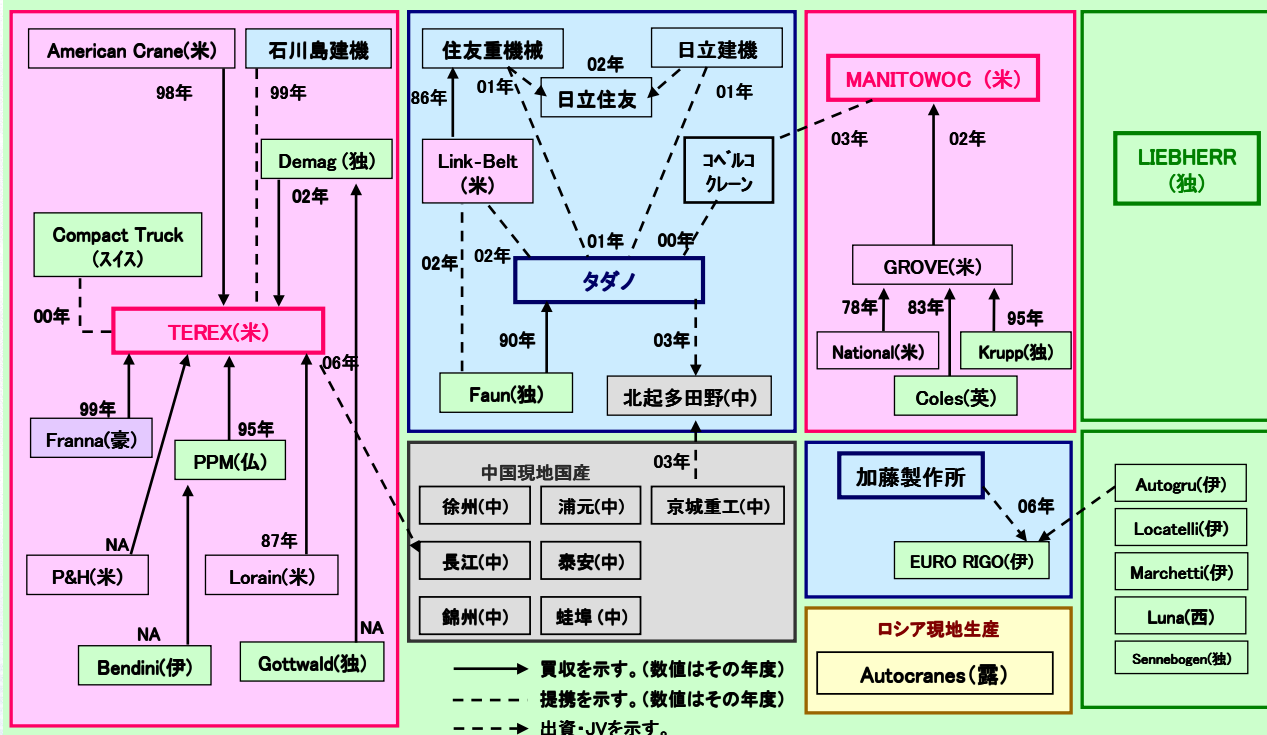 American Crane(米)
石川島建機
98年
99年
Demag (独)
02年
Compact Truck
(スイス)
00年
TEREX(米)
06年
99年
Franna(豪)
95年
PPM(仏)
NA
87年
P&H(米)
Lorain(米)
NA
NA
Bendini(伊)
Gottwald(独)
住友重機械
日立建機
02年
01年
01年
86年
日立住友
Link-Belt
(米)
コベルコ
クレーン
01年
00年
02年
02年
タダノ
90年
03年
Faun(独)
北起多田野(中)
03年
中国現地国産
徐州(中)
浦元(中)
京城重工(中)
長江(中)
泰安(中)
錦州(中)
蛙埠(中)
MANITOWOC (米)
03年
02年
GROVE(米)
78年
83年
95年
National(米)
Krupp(独)
Coles(英)
加藤製作所
06年
EURO RIGO(伊)
ロシア現地生産
Autocranes(露)
LIEBHERR
(独)
Autogru(伊)
Locatelli(伊)
Marchetti(伊)
Luna(西)
Sennebogen(独)
買収を示す。(数値はその年度)
提携を示す。(数値はその年度)
出資・JVを示す。